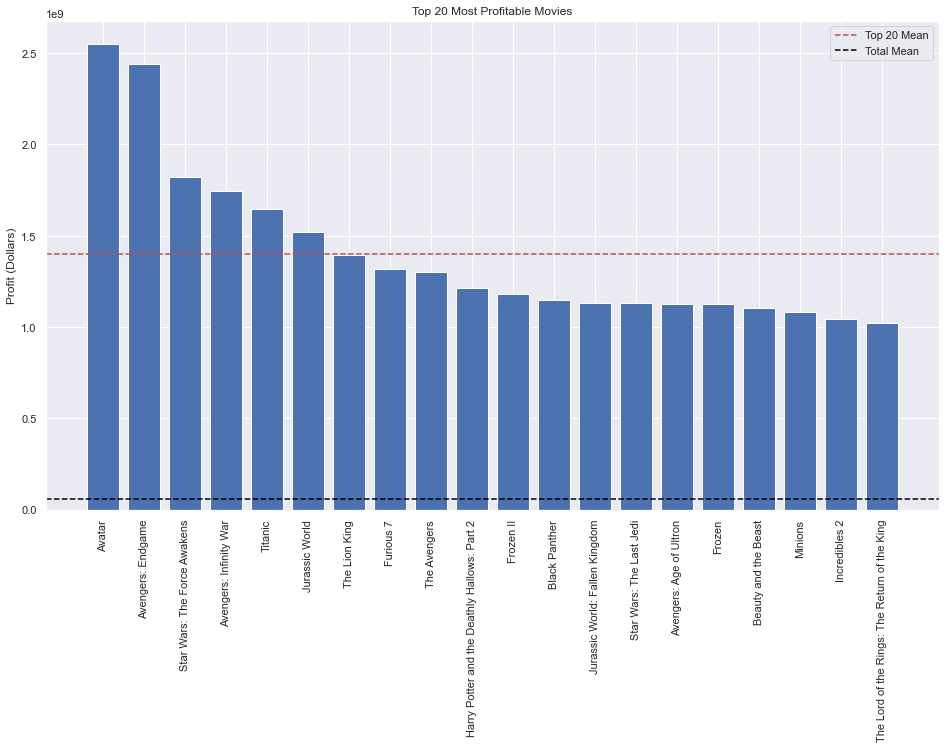 Top 20 Most Profitable Movies
1e9
Top 20 Mean
Total Mean
2.5
2.0
1.5
1.0
0.5
0.0
Profit (Dollars)
Avatar
Avengers: Endgame
Star Wars: The Force Awakens
Avengers: Infinity War
Titanic
Jurassic World
The Lion King
Furious 7
The Avengers
Harry Potter and the Deathly Hallows: Part 2
Frozen II
Black Panther
Jurassic World: Fallen Kingdom
Star Wars: The Last Jedi
Avengers: Age of Ultron
Frozen
Beauty and the Beast
Minions
Incredibles 2
The Lord of the Rings: The Return of the King